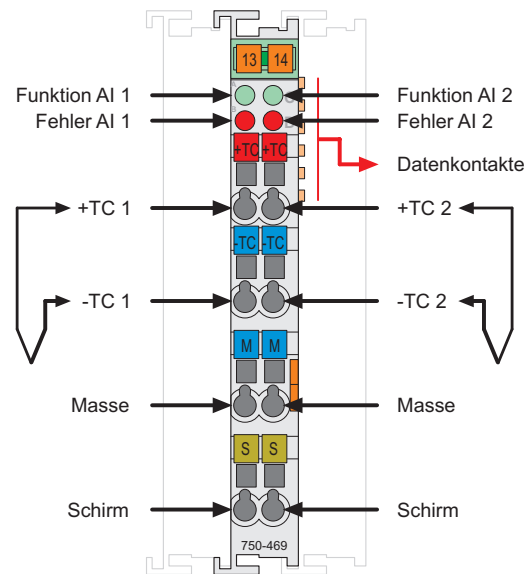 13 14
A C
Funktion AI 1 Funktion AI 2
B D
Fehler AI 1 Fehler AI 2
+TC +TC
Datenkontakte
+TC 1 +TC 2
-TC -TC
-TC 1 -TC 2
M M
Masse Masse
S S
Schirm Schirm
750-469